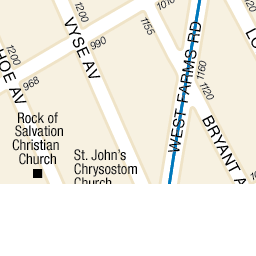 1200
VYSE AV
990
1155
WEST FARMS RD
1160
1120
BRYANT A
1200
HOE AV
968
Rock of
Salvation
Christian
Church
St. John's
Chrysostom
Church